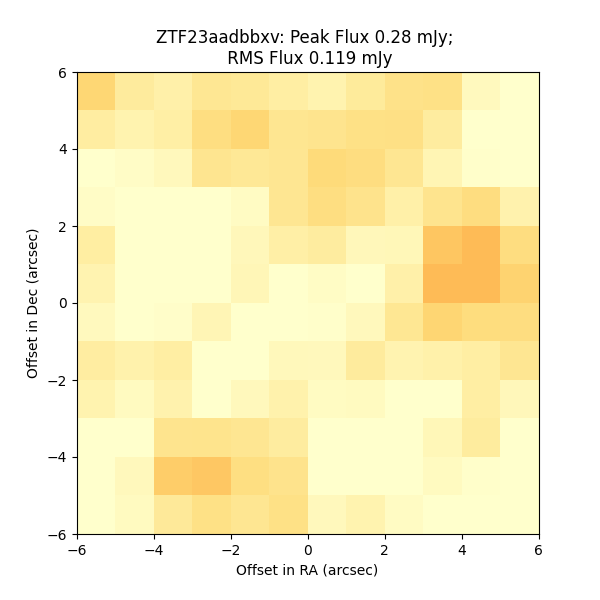 ZTF23aadbbxv: Peak Flux 0.28 mJy;
RMS Flux 0.119 mJy
6
4
2
0
−2
−4
−6
Offset in Dec (arcsec)
−6 −4 −2 0 2 4 6
Offset in RA (arcsec)